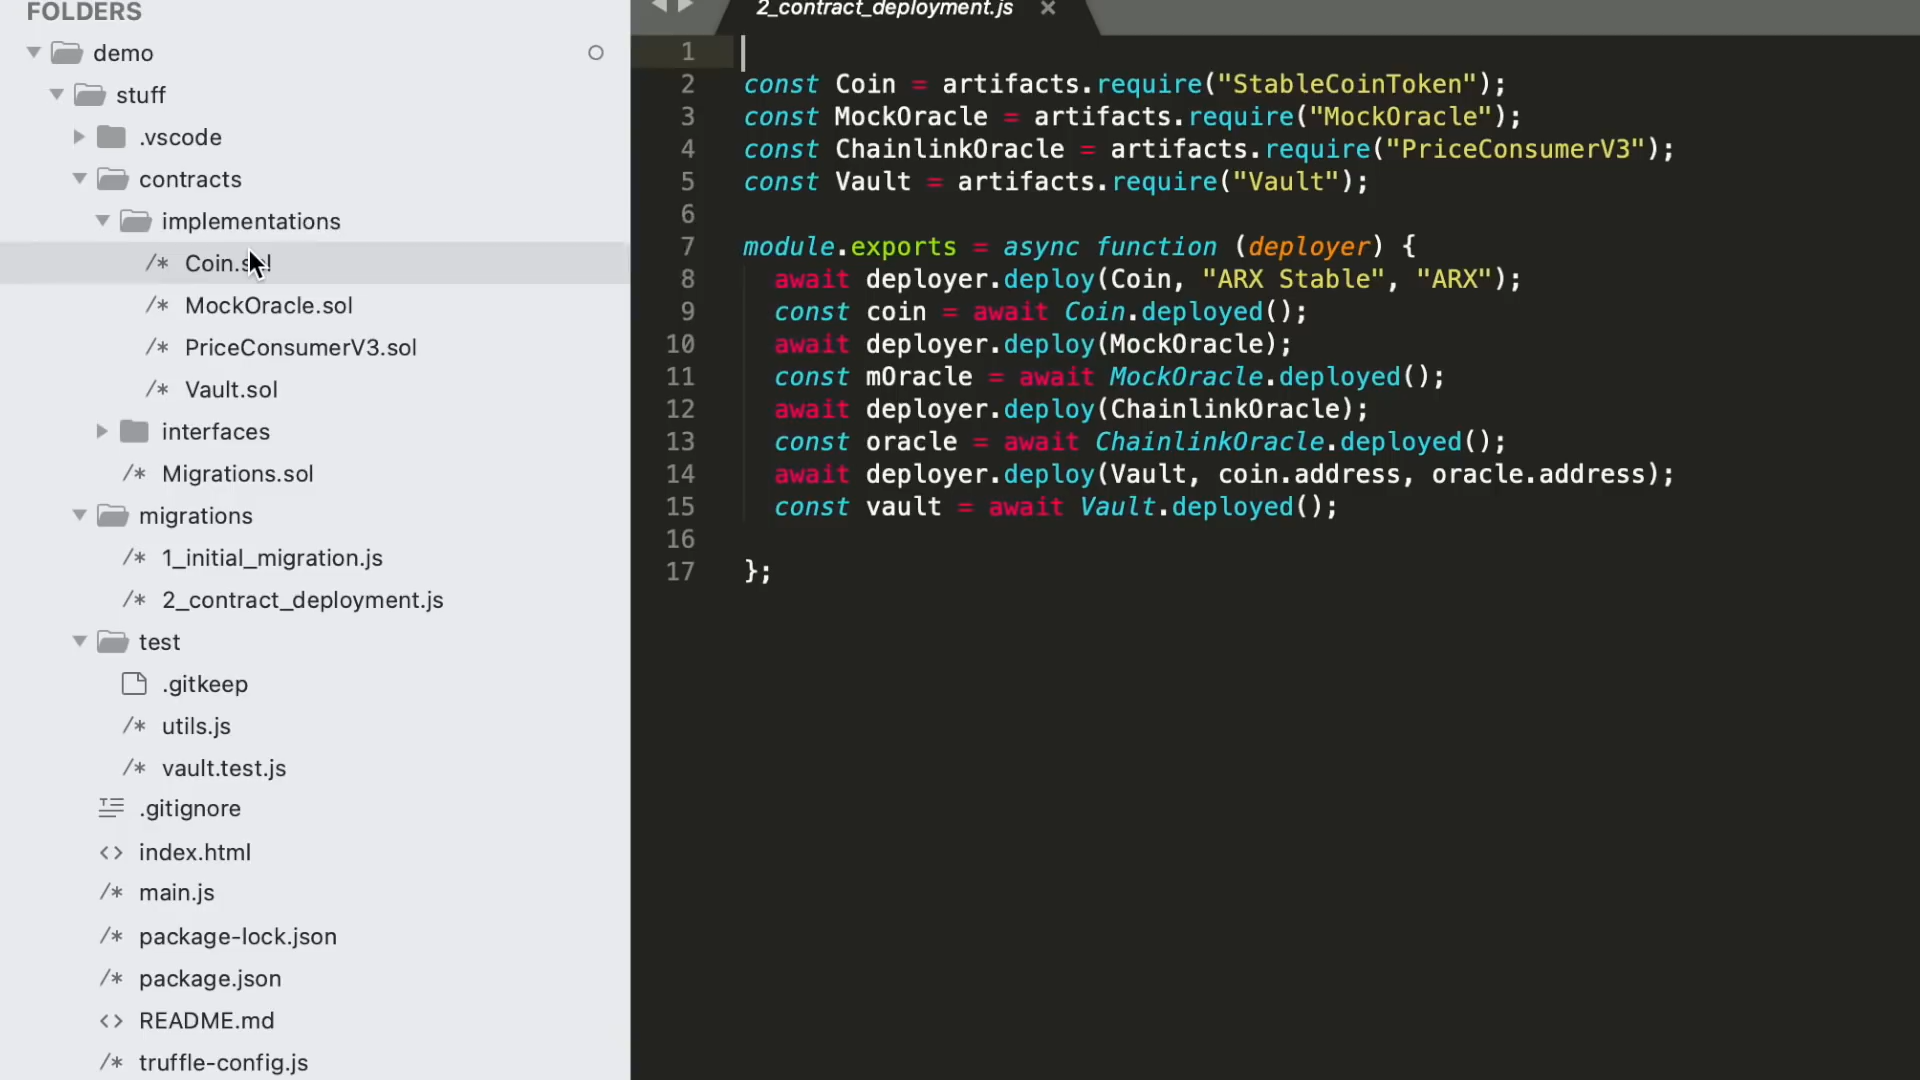 FOLDERS
demo
stuff
.vscode
contracts
implementations
Coin.sol
MockOracle.sol
PriceConsumerV3.sol
Vault.sol
interfaces
Migrations.sol
migrations
1_initial_migration.js
2_contract_deployment.js
test
.gitkeep
utils.js
vault.test.js
.gitignore
index.html
main.js
package-lock.json
package.json
README.md
truffle-config.js
2_contract_deployment.js ×
1
2 const Coin = artifacts.require("StableCoinToken");
3 const MockOracle = artifacts.require("MockOracle");
4 const ChainlinkOracle = artifacts.require("PriceConsumerV3");
5 const Vault = artifacts.require("Vault");
6
7 module.exports = async function (deployer) {
8 await deployer.deploy(Coin, "ARX Stable", "ARX");
9 const coin = await Coin.deployed();
10 await deployer.deploy(MockOracle);
11 const mOracle = await MockOracle.deployed();
12 await deployer.deploy(ChainlinkOracle);
13 const oracle = await ChainlinkOracle.deployed();
14 await deployer.deploy(Vault, coin.address, oracle.address);
15 const vault = await Vault.deployed();
16
17 };